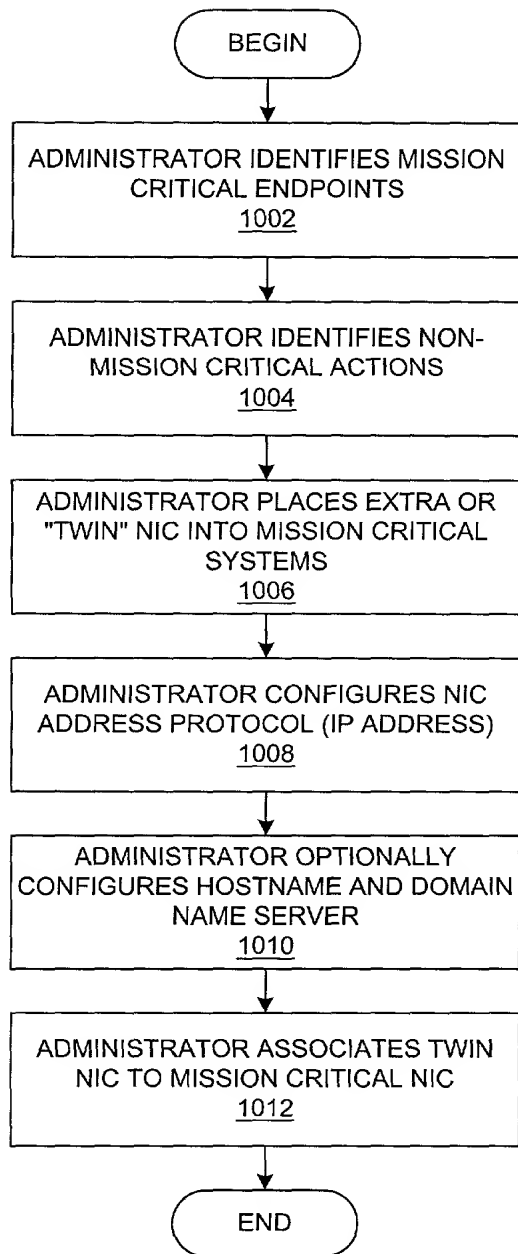 BEGIN
ADMINISTRATOR IDENTIFIES MISSION
CRITICAL ENDPOINTS
1002
ADMINISTRATOR IDENTIFIES NON-
MISSION CRITICAL ACTIONS
1004
ADMINISTRATOR PLACES EXTRA OR
"TWIN" NIC INTO MISSION CRITICAL
SYSTEMS
1006
ADMINISTRATOR CONFIGURES NIC
ADDRESS PROTOCOL (IP ADDRESS)
1008
ADMINISTRATOR OPTIONALLY
CONFIGURES HOSTNAME AND DOMAIN
NAME SERVER
1010
ADMINISTRATOR ASSOCIATES TWIN
NIC TO MISSION CRITICAL NIC
1012
END